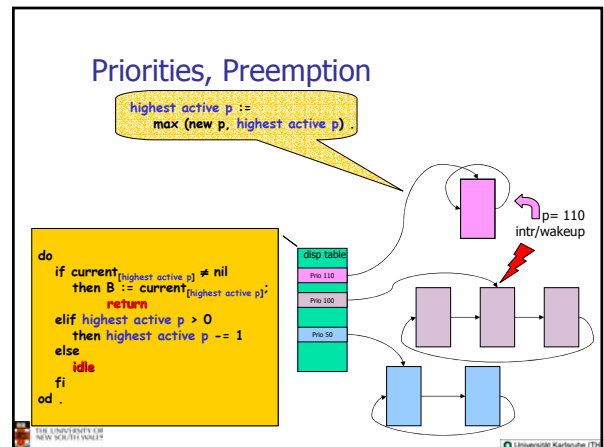 Priorities, Preemption
highest active p :=
max (new p, highest active p) .
p= 110
intr/wakeup
do
if current[highest active p] ≠ nil
then B := current[highest active p];
return
elif highest active p > 0
then highest active p -= 1
else
idle
fi
od .
disp table
Prio 110
Prio 100
Prio 50
THE UNIVERSITY OF
NEW SOUTH WALES
Universität Karlsruhe (TH